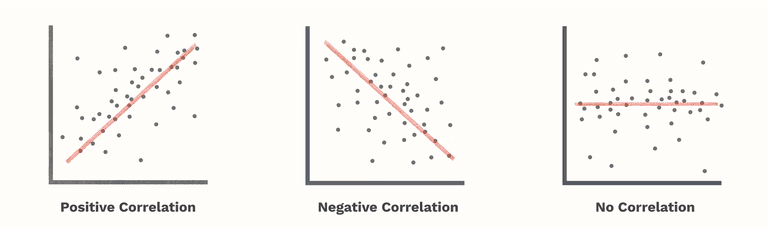 Positive Correlation
Negative Correlation
No Correlation